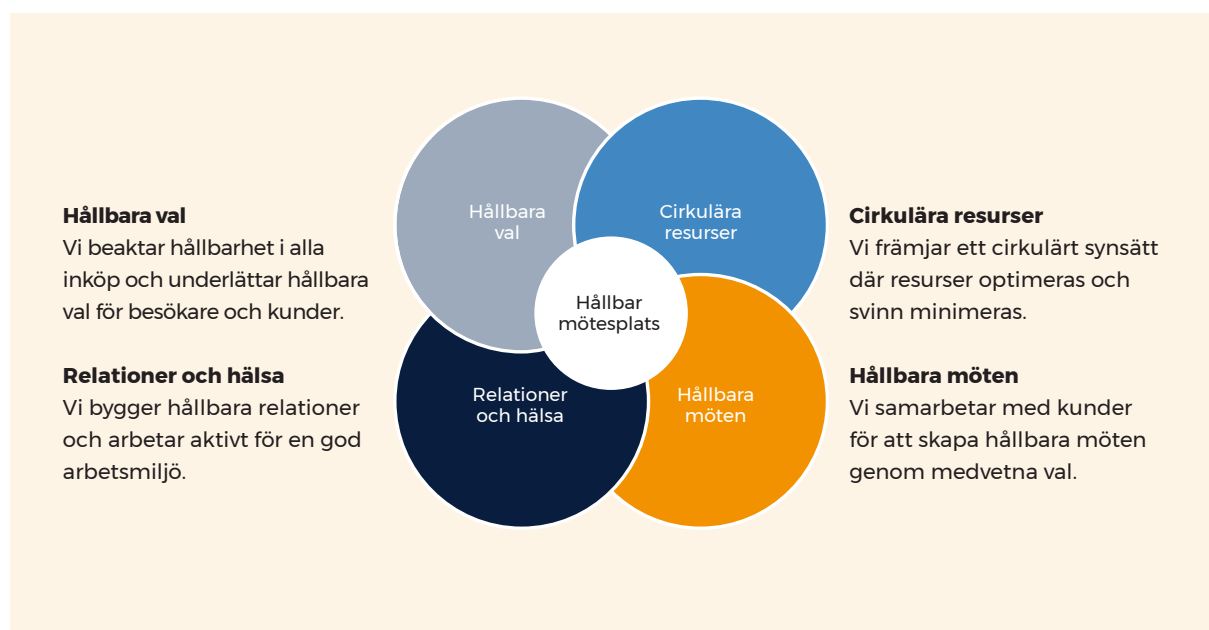 Hållbara val
Vi beaktar hållbarhet i alla
inköp och underlättar hållbara
val för besökare och kunder.
Relationer och hälsa
Vi bygger hållbara relationer
och arbetar aktivt för en god
arbetsmiljö.
Hållbara
val
Cirkulära
resurser
Hållbar
mötesplats
Relationer
och hälsa
Hållbara
möten
Cirkulära resurser
Vi främjar ett cirkulärt synsätt
där resurser optimeras och
svinn minimeras.
Hållbara möten
Vi samarbetar med kunder
för att skapa hållbara möten
genom medvetna val.